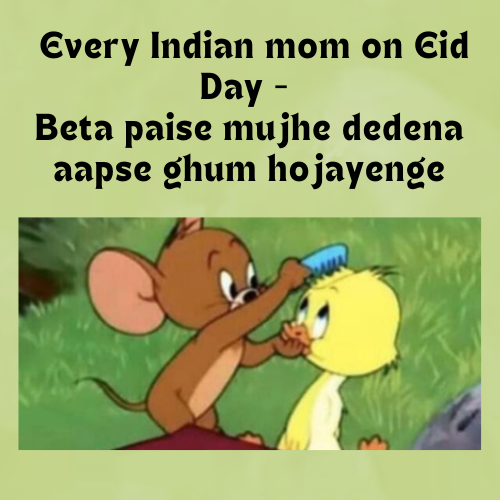 Every Indian mom on Eid
Day -
Beta paise mujhe dedena
aapse ghum hojayenge